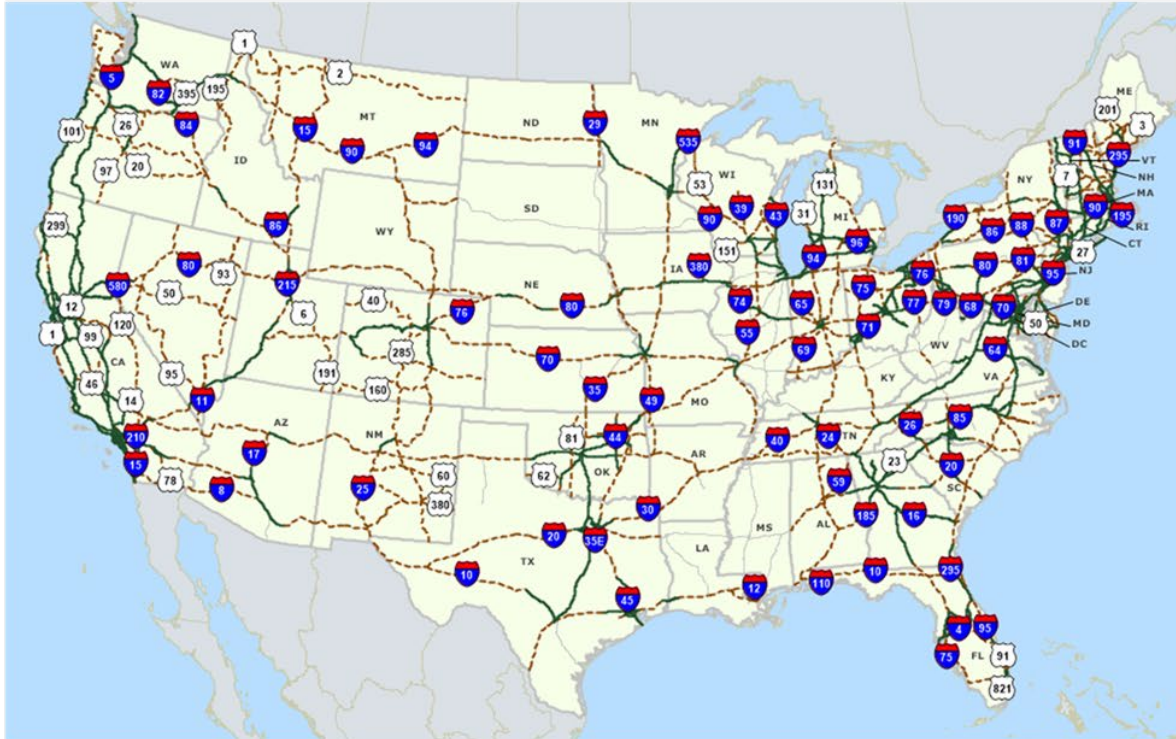 1
2
WA
5
82
395
195
MT
ME
201
3
101
26
84
15
90
94
ND
29
MN
535
91
295
VT
NH
97
20
ID
WI
53
131
7
NY
MA
SD
90
39
43
31
MI
190
86
88
87
90
195
RI
299
86
WY
96
CT
27
580
80
93
215
IA
380
151
94
76
80
81
95
NJ
50
NE
12
6
40
76
80
74
65
75
77
79
68
70
DE
50
MD
DC
1
99
120
285
55
71
CA
70
69
WV
64
VA
46
95
191
160
35
49
MO
KY
14
11
AZ
NM
210
17
81
44
40
24
TN
26
85
15
78
8
25
60
62
OK
AR
23
20
SC
380
59
30
185
16
20
35E
MS
AL
TX
LA
10
45
12
110
10
295
4
95
75
FL
91
821